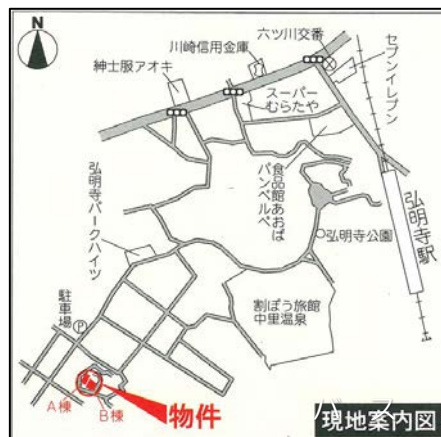 N
六ツ川交番
川崎信用金庫
セブンイレブン
紳士服アオキ
スーパー
むらたや
食品館あおば
パンベルベ
弘明寺パークハイツ
弘明寺駅
弘明寺公園
割ぽう旅館
中里温泉
駐車場
P
A棟
B棟
物件
現地案内図